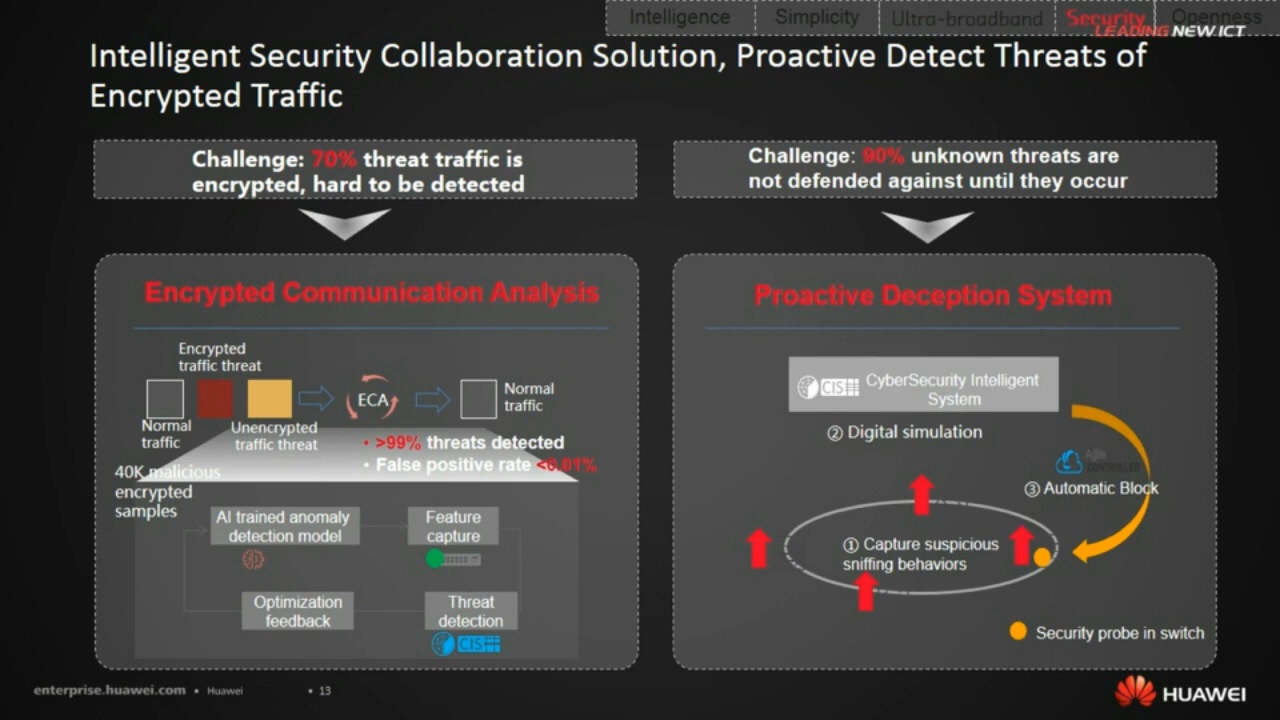 Intelligence
Simplicity
Ultra-broadband
Security
Openness
LEADING NEW ICT
Intelligent Security Collaboration Solution, Proactive Detect Threats of
Encrypted Traffic
Challenge: 70% threat traffic is
encrypted, hard to be detected
Challenge: 90% unknown threats are
not defended against until they occur
Encrypted Communication Analysis
Encrypted
traffic threat
ECA
Normal
traffic
Normal
traffic
Unencrypted
traffic threat
• >99% threats detected
• False positive rate <0.01%
40K malicious
encrypted
samples
AI trained anomaly
detection model
Feature
capture
Optimization
feedback
Threat
detection
CIS
Proactive Deception System
CIS
CyberSecurity Intelligent
System
② Digital simulation
Agile
CONTROLLER
③ Automatic Block
① Capture suspicious
sniffing behaviors
Security probe in switch
enterprise.huawei.com • Huawei • 13
HUAWEI